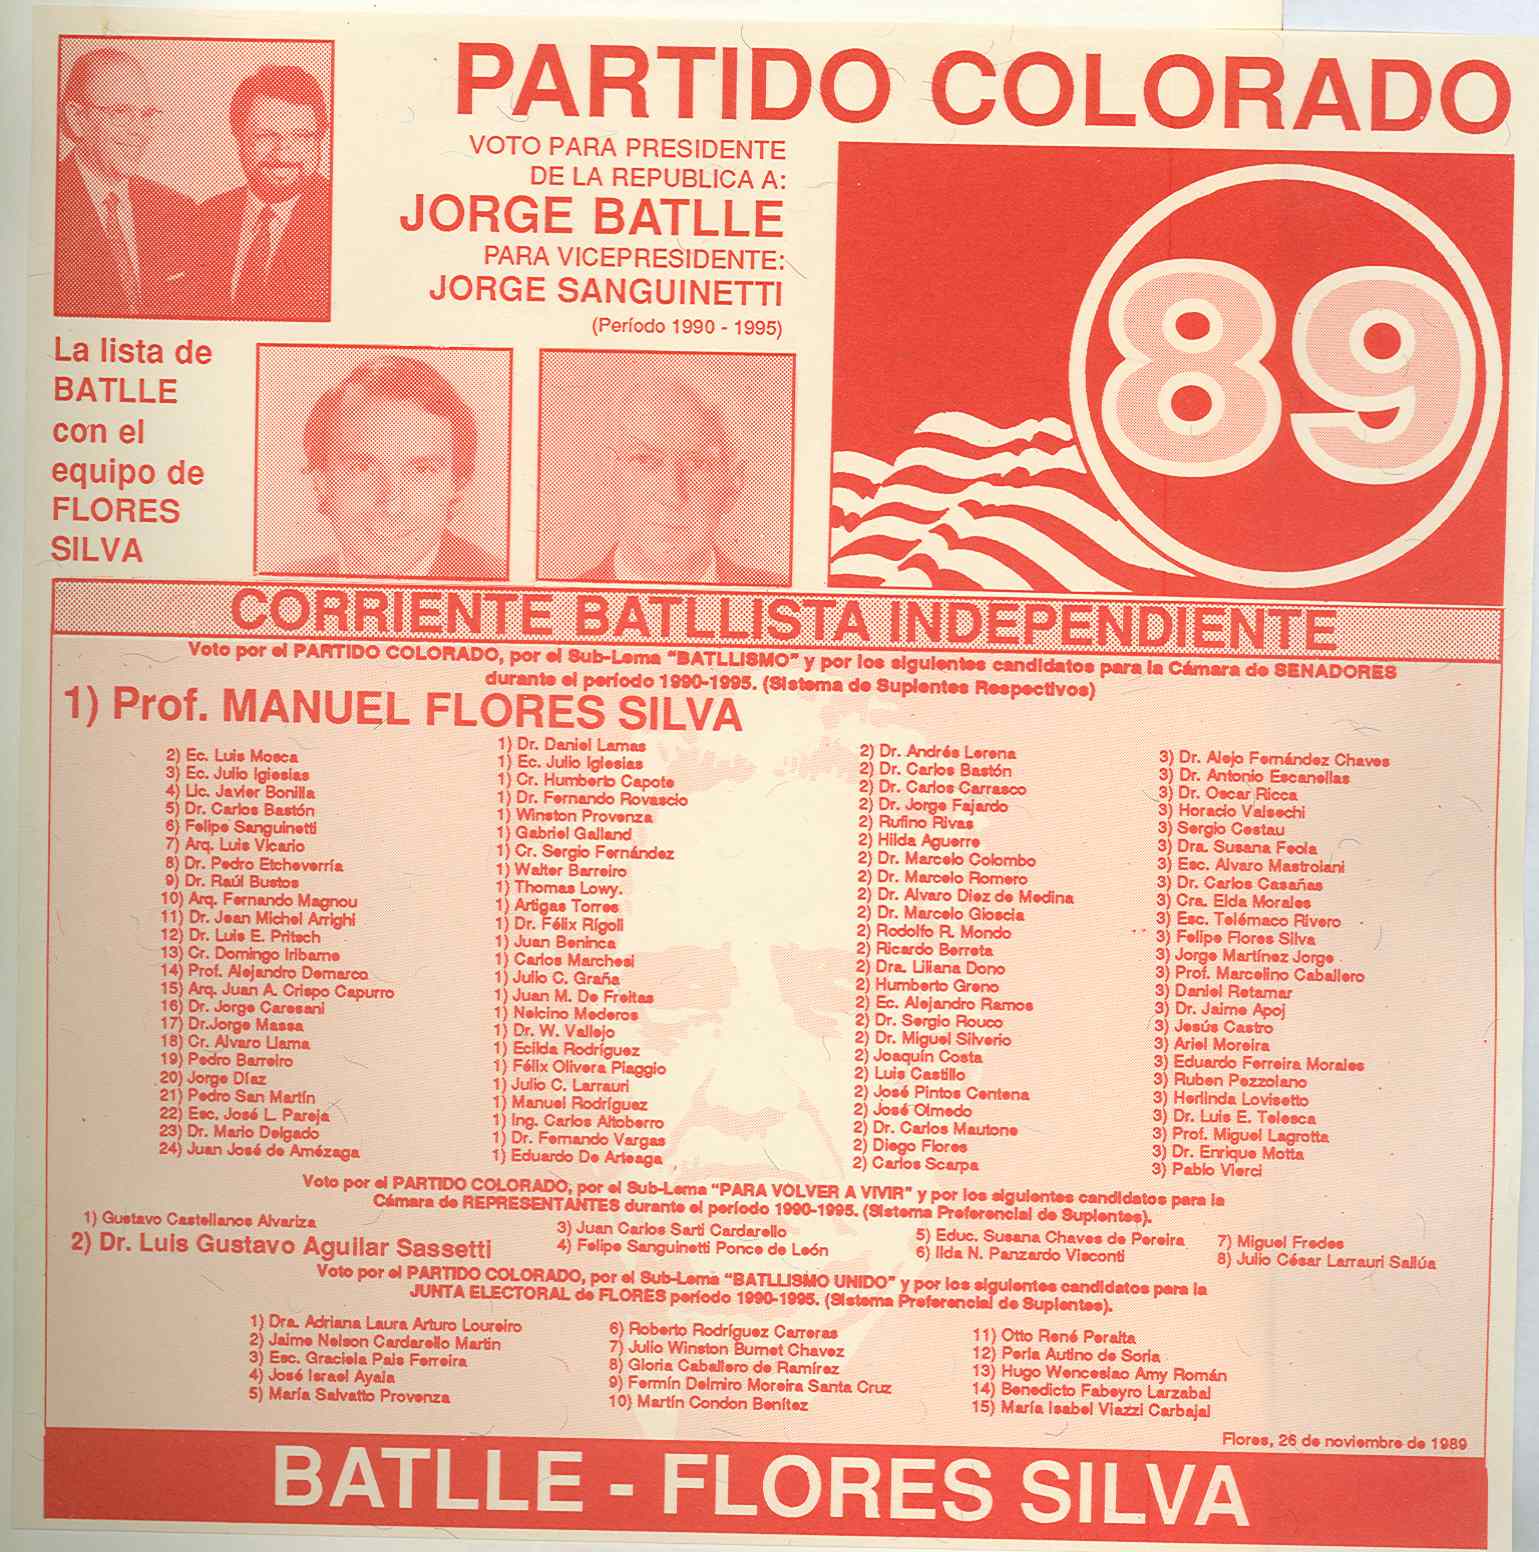 PARTIDO COLORADO
VOTO PARA PRESIDENTE
DE LA REPUBLICA A:
JORGE BATLLE
PARA VICEPRESIDENTE:
JORGE SANGUINETTI
(Período 1990 - 1995)
89
La lista de
BATLLE
con el
equipo de
FLORES
SILVA
CORRIENTE BATLLISTA INDEPENDIENTE
Voto por el PARTIDO COLORADO, por el Sub-Lema "BATLLISMO" y por los siguientes candidatos para la Cámara de SENADORES
durante el período 1990-1995. (Sistema de Suplentes Respectivos)
1) Prof. MANUEL FLORES SILVA
2) Ec. Luis Mosca
3) Ec. Julio Iglesias
4) Lic. Javier Bonilla
5) Dr. Carlos Bastón
6) Felipe Sanguinetti
7) Arq. Luis Vicario
8) Dr. Pedro Etcheverría
9) Dr. Raúl Bustos
10) Arq. Fernando Magnou
11) Dr. Jean Michel Arrighi
12) Dr. Luis E. Pritsch
13) Cr. Domingo Iribarne
14) Prof. Alejandro Demarco
15) Arq. Juan A. Crispo Capurro
16) Dr. Jorge Caresani
17) Dr.Jorge Massa
18) Cr. Alvaro Llama
19) Pedro Barreiro
20) Jorge Díaz
21) Pedro San Martín
22) Esc. José L. Pareja
23) Dr. Mario Delgado
24) Juan José de Amézaga
1) Dr. Daniel Lamas
1) Ec. Julio Iglesias
1) Cr. Humberto Capote
1) Dr. Fernando Rovascio
1) Winston Provenza
1) Gabriel Galland
1) Cr. Sergio Fernández
1) Walter Barreiro
1) Thomas Lowy.
1) Artigas Torres
1) Dr. Félix Rígoli
1) Juan Beninca
1) Carlos Marchesi
1) Julio C. Graña
1) Juan M. De Freitas
1) Nelcino Mederos
1) Dr. W. Vallejo
1) Ecilda Rodríguez
1) Félix Olivera Piaggio
1) Julio C. Larrauri
1) Manuel Rodríguez
1) Ing. Carlos Altoberro
1) Dr. Fernando Vargas
1) Eduardo De Arteaga
2) Dr. Andrés Lerena
2) Dr. Carlos Bastón
2) Dr. Carlos Carrasco
2) Dr. Jorge Fajardo
2) Rufino Rivas
2) Hilda Aguerre
2) Dr. Marcelo Colombo
2) Dr. Marcelo Romero
2) Dr. Alvaro Diez de Medina
2) Dr. Marcelo Gioscia
2) Rodolfo R. Mondo
2) Ricardo Berreta
2) Dra. Liliana Dono
2) Humberto Greno
2) Ec. Alejandro Ramos
2) Dr. Sergio Rouco
2) Dr. Miguel Silverio
2) Joaquín Costa
2) Luis Castillo
2) José Pintos Centena
2) José Olmedo
2) Dr. Carlos Mautone
2) Diego Flores
2) Carlos Scarpa
3) Dr. Alejo Fernández Chaves
3) Dr. Antonio Escanellas
3) Dr. Oscar Ricca
3) Horacio Valsechi
3) Sergio Costau
3) Dra. Susana Feola
3) Esc. Alvaro Mastroiani
3) Dr. Carlos Casañas
3) Cra. Elda Morales
3) Esc. Telémaco Rivero
3) Felipe Flores Silva
3) Jorge Martínez Jorge
3) Prof. Marcelino Caballero
3) Daniel Retamar
3) Dr. Jaime Apoj
3) Jesús Castro
3) Ariel Moreira
3) Eduardo Ferreira Morales
3) Ruben Pezzolano
3) Herlinda Lovisetto
3) Dr. Luis E. Telesca
3) Prof. Miguel Lagrotta
3) Dr. Enrique Motta
3) Pablo Vierci
Voto por el PARTIDO COLORADO, por el Sub-Lema "PARA VOLVER A VIVIR" y por los siguientes candidatos para la
Cámara de REPRESENTANTES durante el período 1990-1995. (Sistema Preferencial de Suplentes).
1) Gustavo Castellanos Alvariza
2) Dr. Luis Gustavo Aguilar Sassetti
3) Juan Carlos Sarti Cardarello
4) Felipe Sanguinetti Ponce de León
5) Educ. Susana Chaves de Pereira
6) Ilda N. Panzardo Visconti
7) Miguel Fredes
8) Julio César Larrauri Sallúa
Voto por el PARTIDO COLORADO, por el Sub-Lema "BATLLISMO UNIDO" y por los siguientes candidatos para la
JUNTA ELECTORAL de FLORES período 1990-1995. (Sistema Preferencial de Suplentes).
1) Dra. Adriana Laura Arturo Loureiro
2) Jaime Nelson Cardarello Martin
3) Esc. Graciela Pais Ferreira
4) José Israel Ayala
5) María Salvatto Provenza
6) Roberto Rodríguez Carreras
7) Julio Winston Burnet Chavez
8) Gloria Caballero de Ramírez
9) Fermín Delmiro Moreira Santa Cruz
10) Martín Condon Benítez
11) Otto René Peralta
12) Perla Autino de Soria
13) Hugo Wenceslao Amy Román
14) Benedicto Fabeyro Larzabal
15) María Isabel Viazzi Carbajal
Flores, 26 de noviembre de 1989
BATLLE - FLORES SILVA